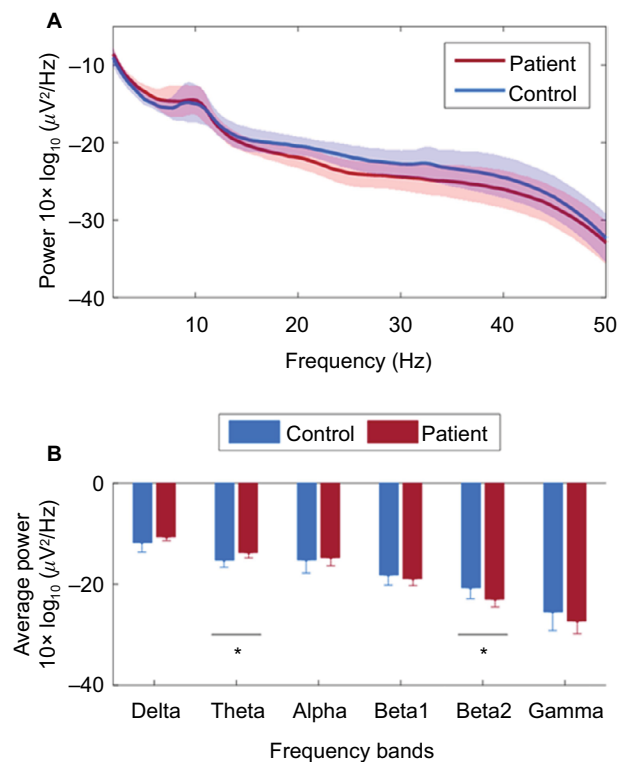 A
Power 10× log10 (μV²/Hz)
−10
−20
−30
−40
Patient
Control
10 20 30 40 50
Frequency (Hz)
B
Control Patient
Average power
10× log10 (μV²/Hz)
0
−20
−40
* *
Delta Theta Alpha Beta1 Beta2 Gamma
Frequency bands